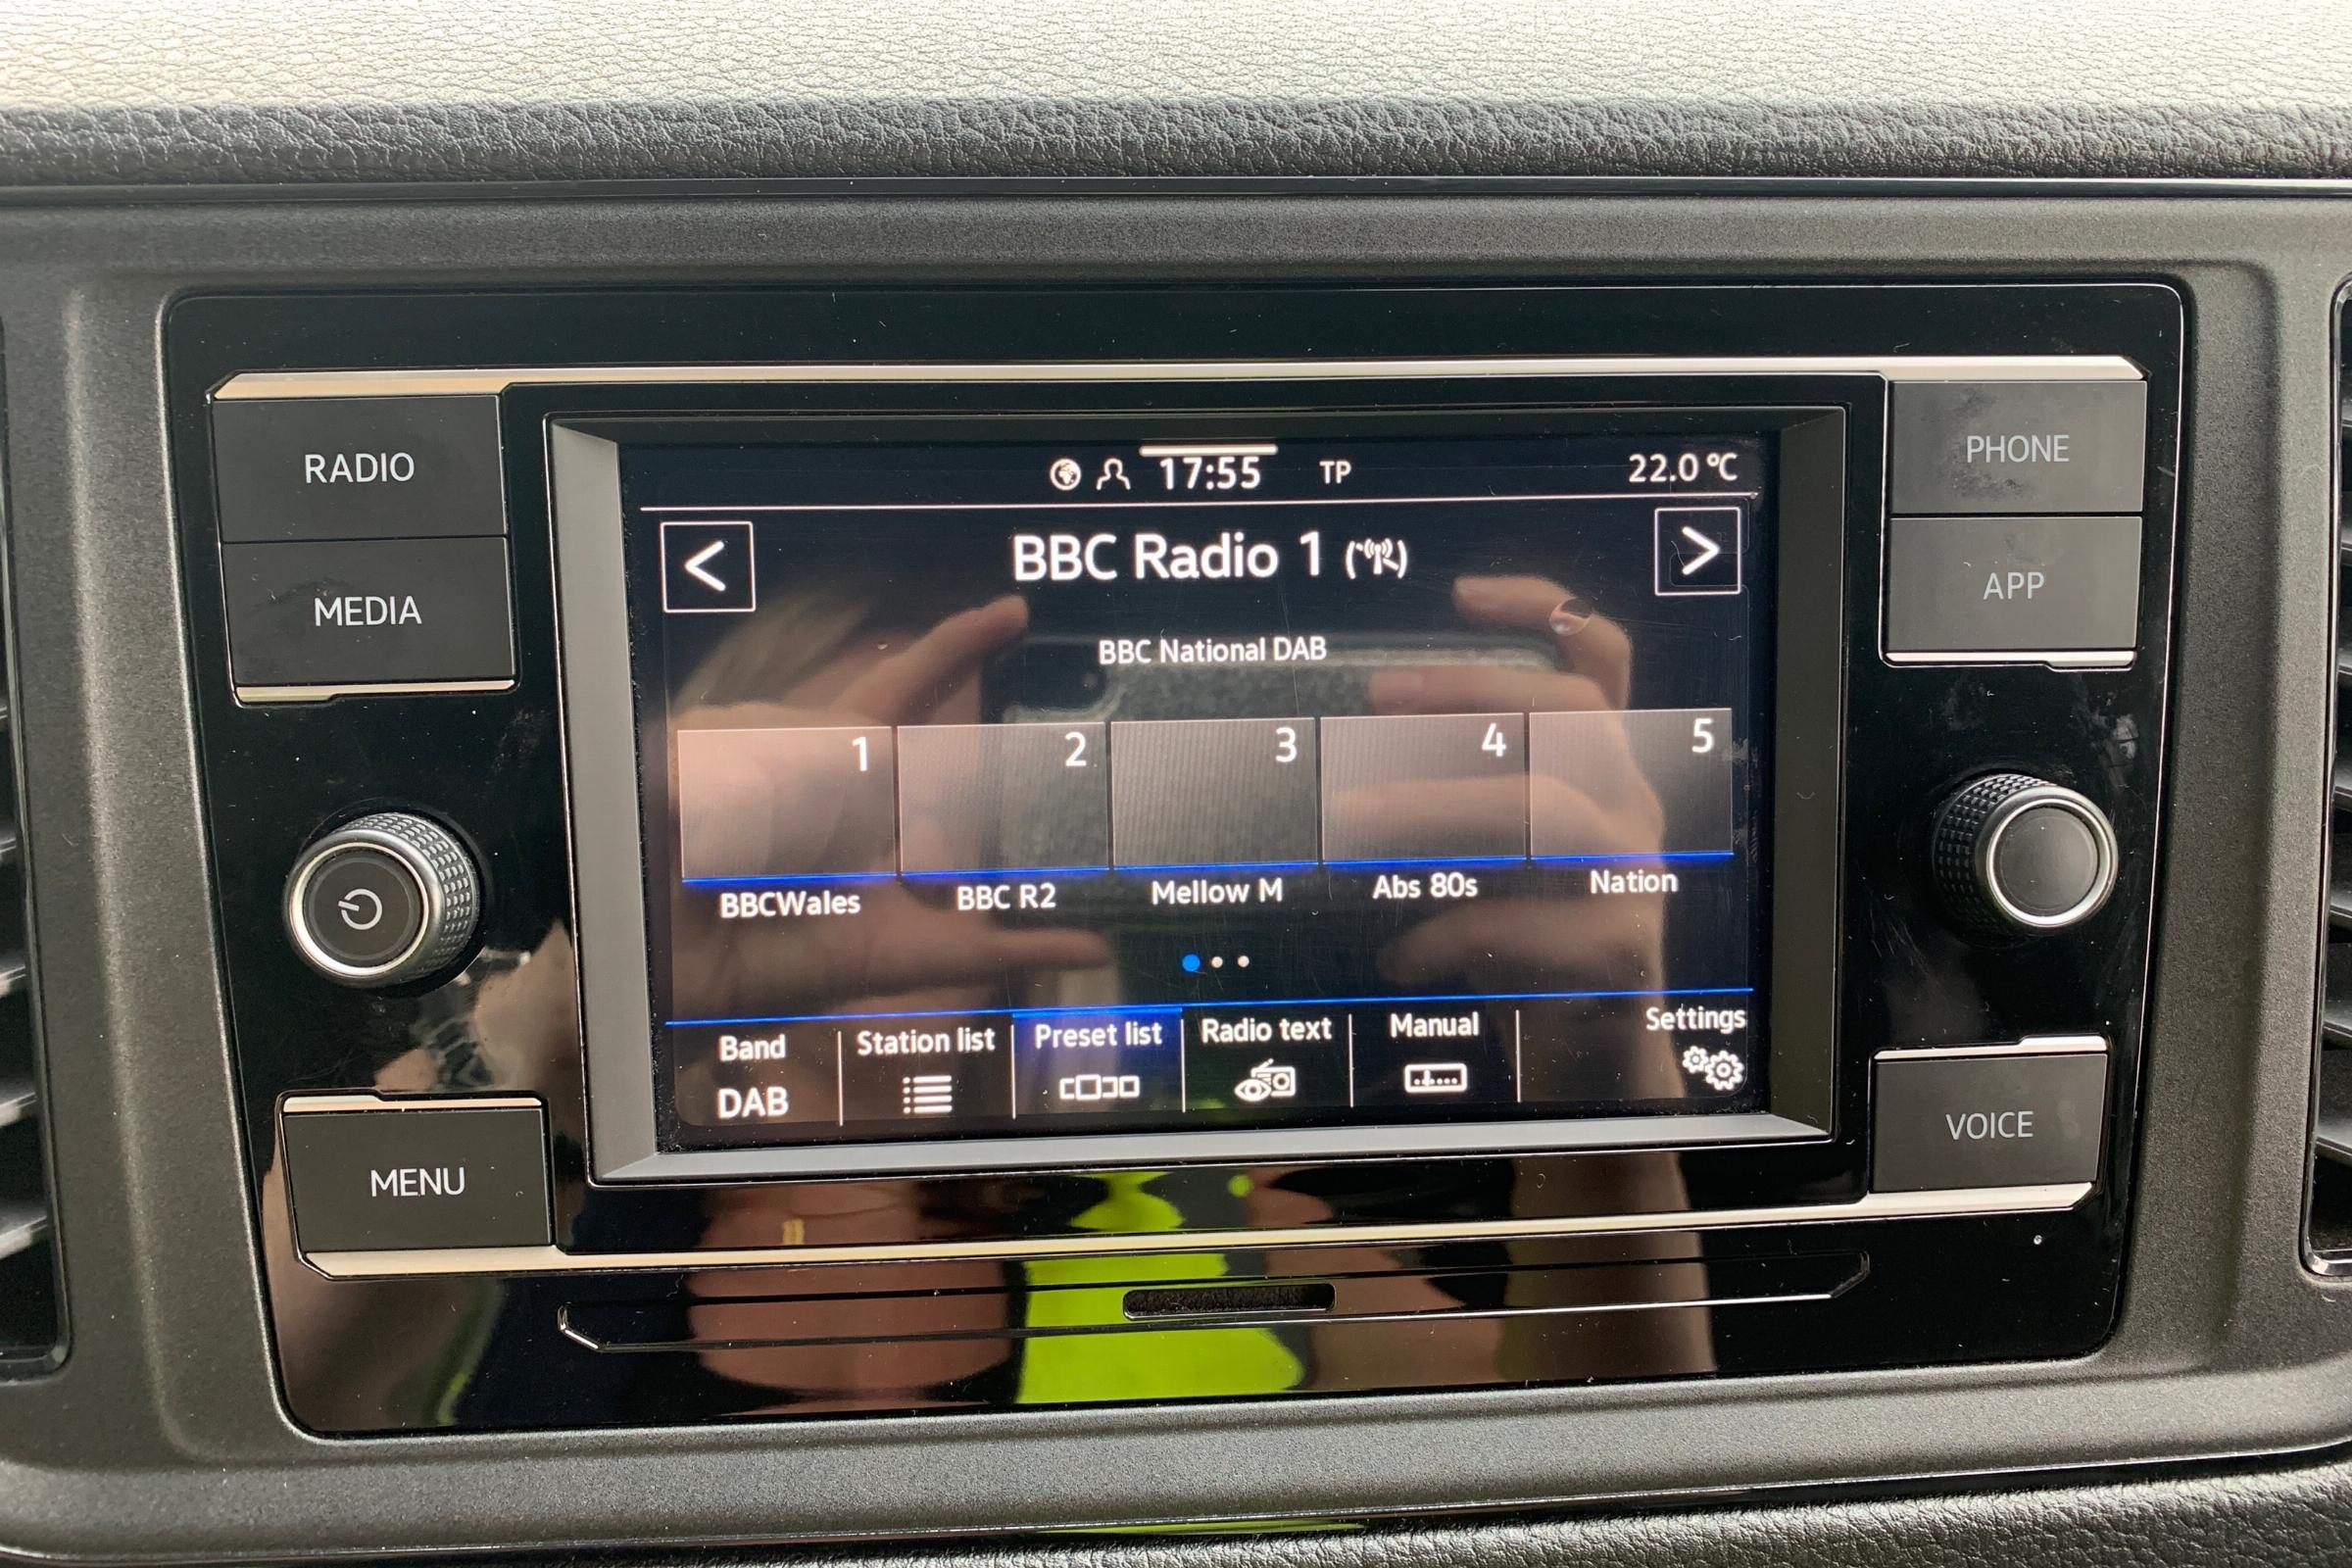 RADIO
MEDIA
MENU
17:55 TP 22.0 °C
< BBC Radio 1 >
BBC National DAB
1 2 3 4 5
BBCWales BBC R2 Mellow M Abs 80s Nation
Band Station list Preset list Radio text Manual Settings
DAB
PHONE
APP
VOICE